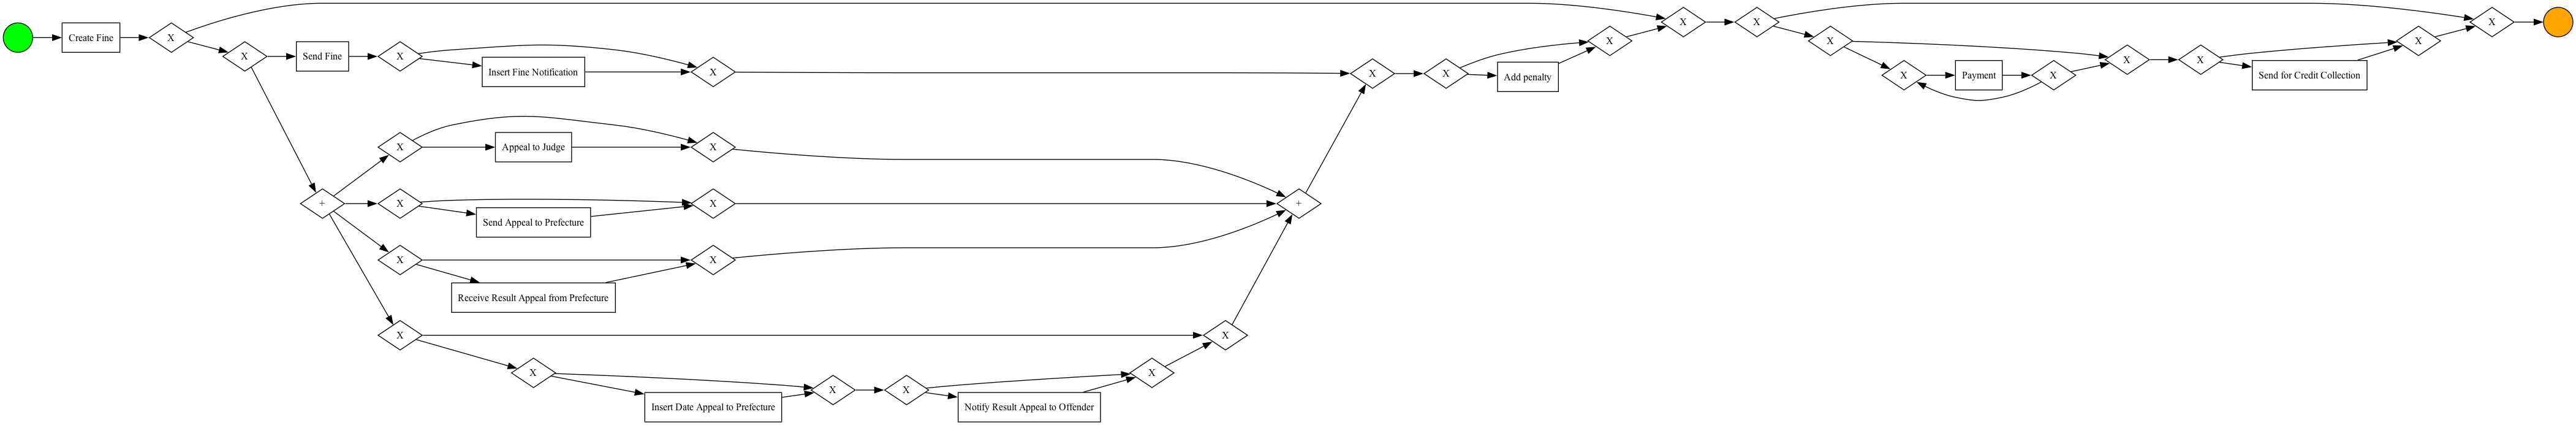 Create Fine
X
X
Send Fine
X
Insert Fine Notification
X
X
X
Add penalty
X
X
X
X
X
Payment
X
X
X
Send for Credit Collection
X
X
+
X
Appeal to Judge
X
X
Send Appeal to Prefecture
X
+
X
Receive Result Appeal from Prefecture
X
X
X
X
Insert Date Appeal to Prefecture
X
X
Notify Result Appeal to Offender
X